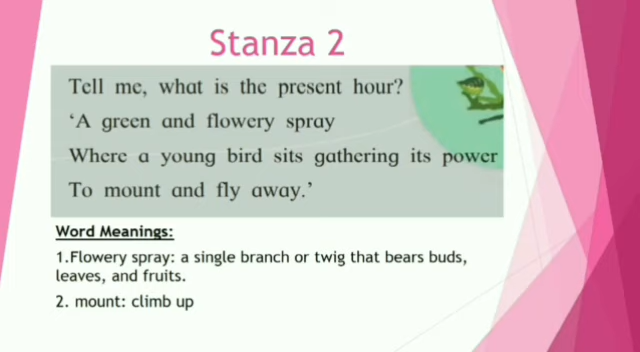 Stanza 2
Tell me, what is the present hour?
‘A green and flowery spray
Where a young bird sits gathering its power
To mount and fly away.’
Word Meanings:
1.Flowery spray: a single branch or twig that bears buds,
leaves, and fruits.
2. mount: climb up